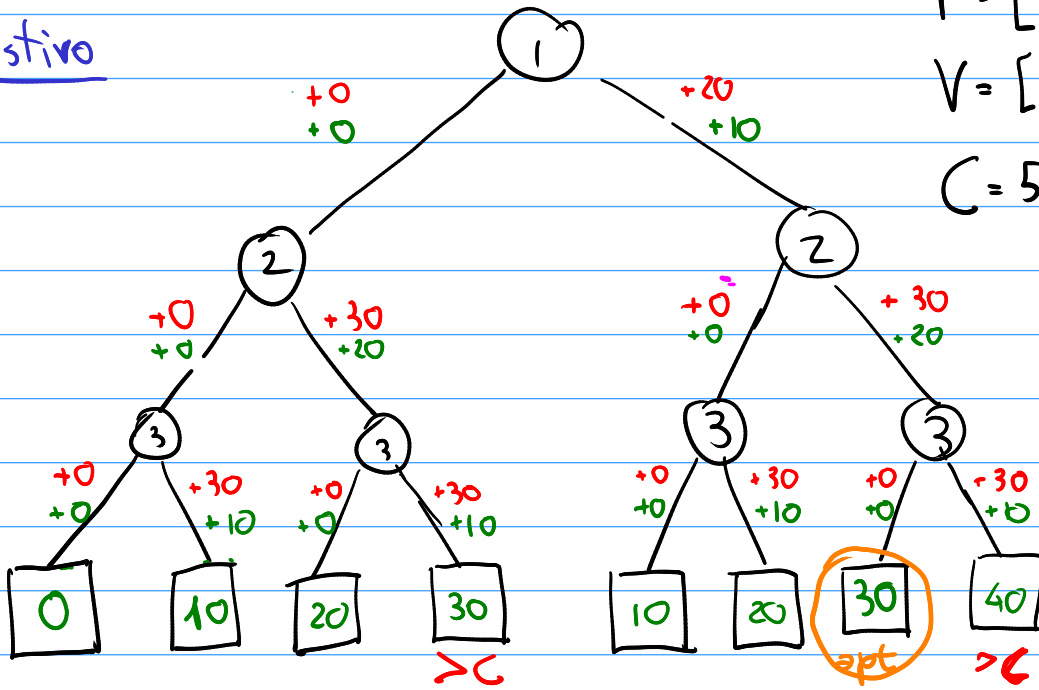 stivo
1
P = [
V = [
C = 5
+0 +20
+0 +10
2 2
+0 +30 +0 +30
+0 +20 +0 +20
3 3 3 3
+0 +30 +0 +30 +0 +30 +0 +30
+0 +10 +0 +10 +0 +10 +0 +10
0 10 20 30 10 20 30 40
>C opt >C